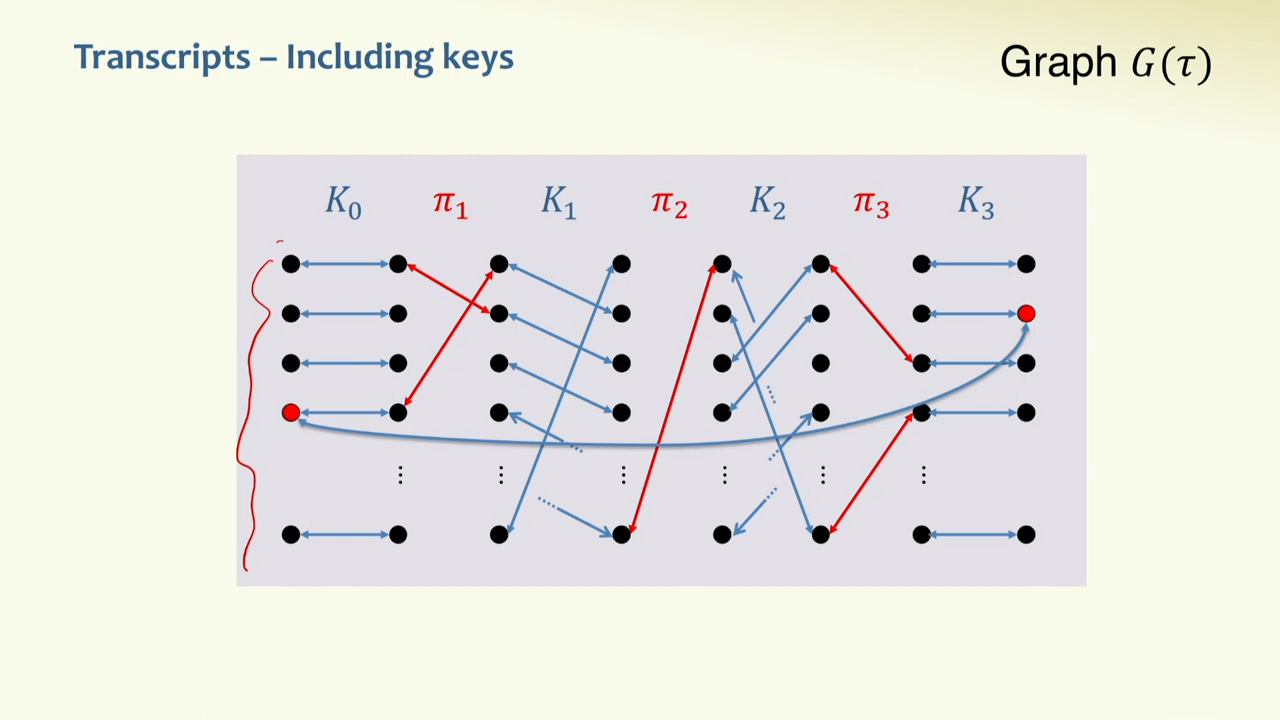 Transcripts – Including keys
Graph G(τ)
K₀ π₁ K₁ π₂ K₂ π₃ K₃